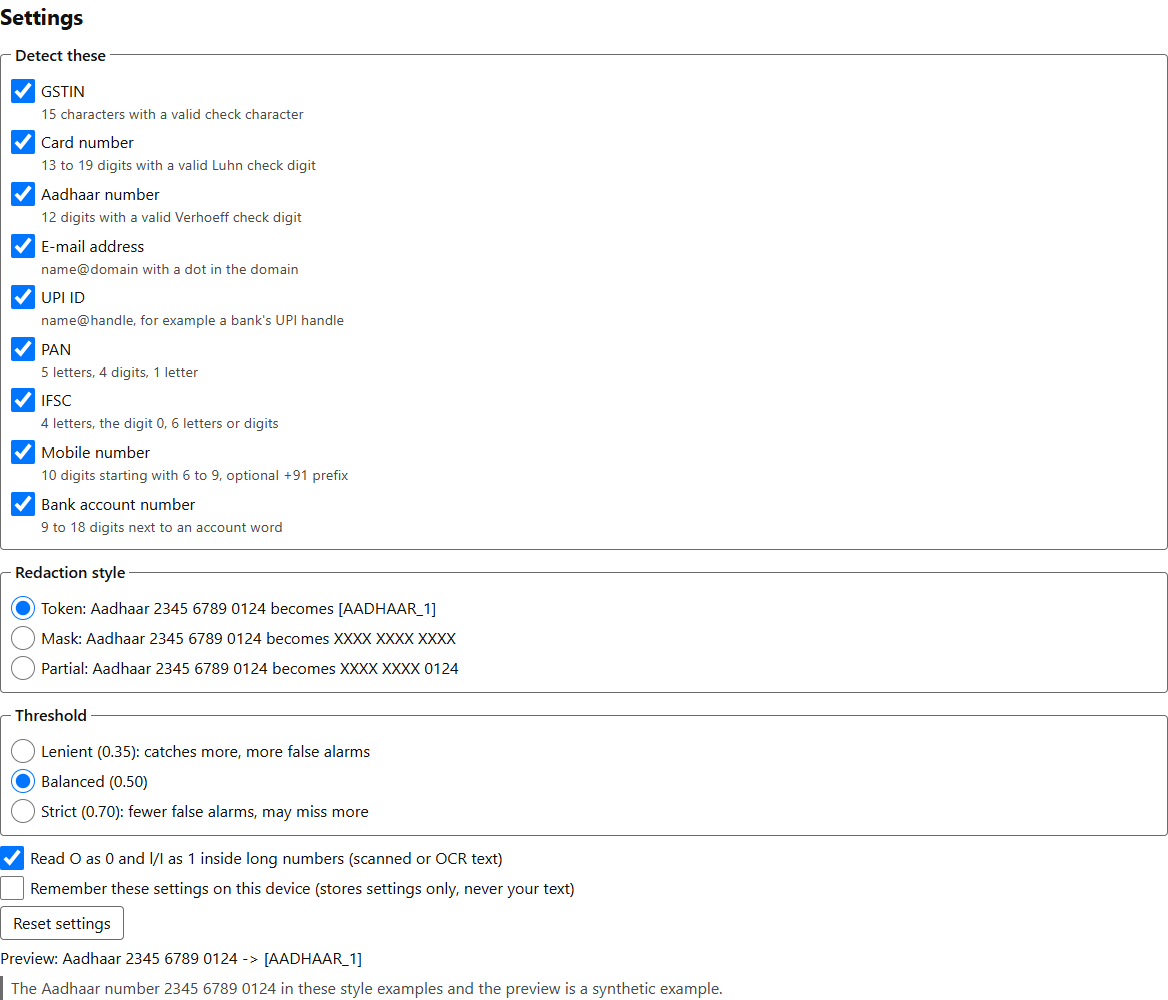 Settings
Detect these
GSTIN
15 characters with a valid check character
Card number
13 to 19 digits with a valid Luhn check digit
Aadhaar number
12 digits with a valid Verhoeff check digit
E-mail address
name@domain with a dot in the domain
UPI ID
name@handle, for example a bank's UPI handle
PAN
5 letters, 4 digits, 1 letter
IFSC
4 letters, the digit 0, 6 letters or digits
Mobile number
10 digits starting with 6 to 9, optional +91 prefix
Bank account number
9 to 18 digits next to an account word
Redaction style
Token: Aadhaar 2345 6789 0124 becomes [AADHAAR_1]
Mask: Aadhaar 2345 6789 0124 becomes XXXX XXXX XXXX
Partial: Aadhaar 2345 6789 0124 becomes XXXX XXXX 0124
Threshold
Lenient (0.35): catches more, more false alarms
Balanced (0.50)
Strict (0.70): fewer false alarms, may miss more
Read O as 0 and l/I as 1 inside long numbers (scanned or OCR text)
Remember these settings on this device (stores settings only, never your text)
Reset settings
Preview: Aadhaar 2345 6789 0124 -> [AADHAAR_1]
The Aadhaar number 2345 6789 0124 in these style examples and the preview is a synthetic example.